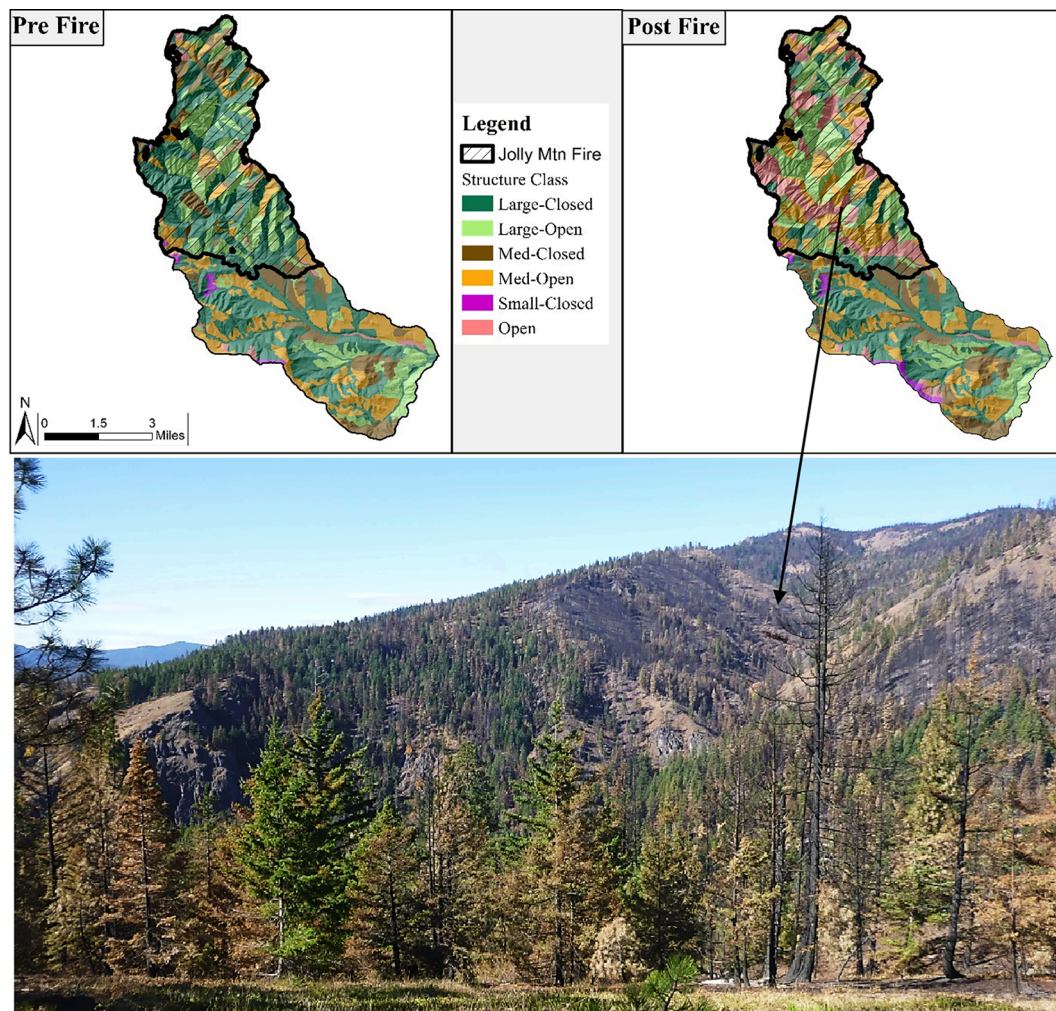 Pre Fire
Post Fire
Legend
Jolly Mtn Fire
Structure Class
Large-Closed
Large-Open
Med-Closed
Med-Open
Small-Closed
Open
N
0 1.5 3
Miles